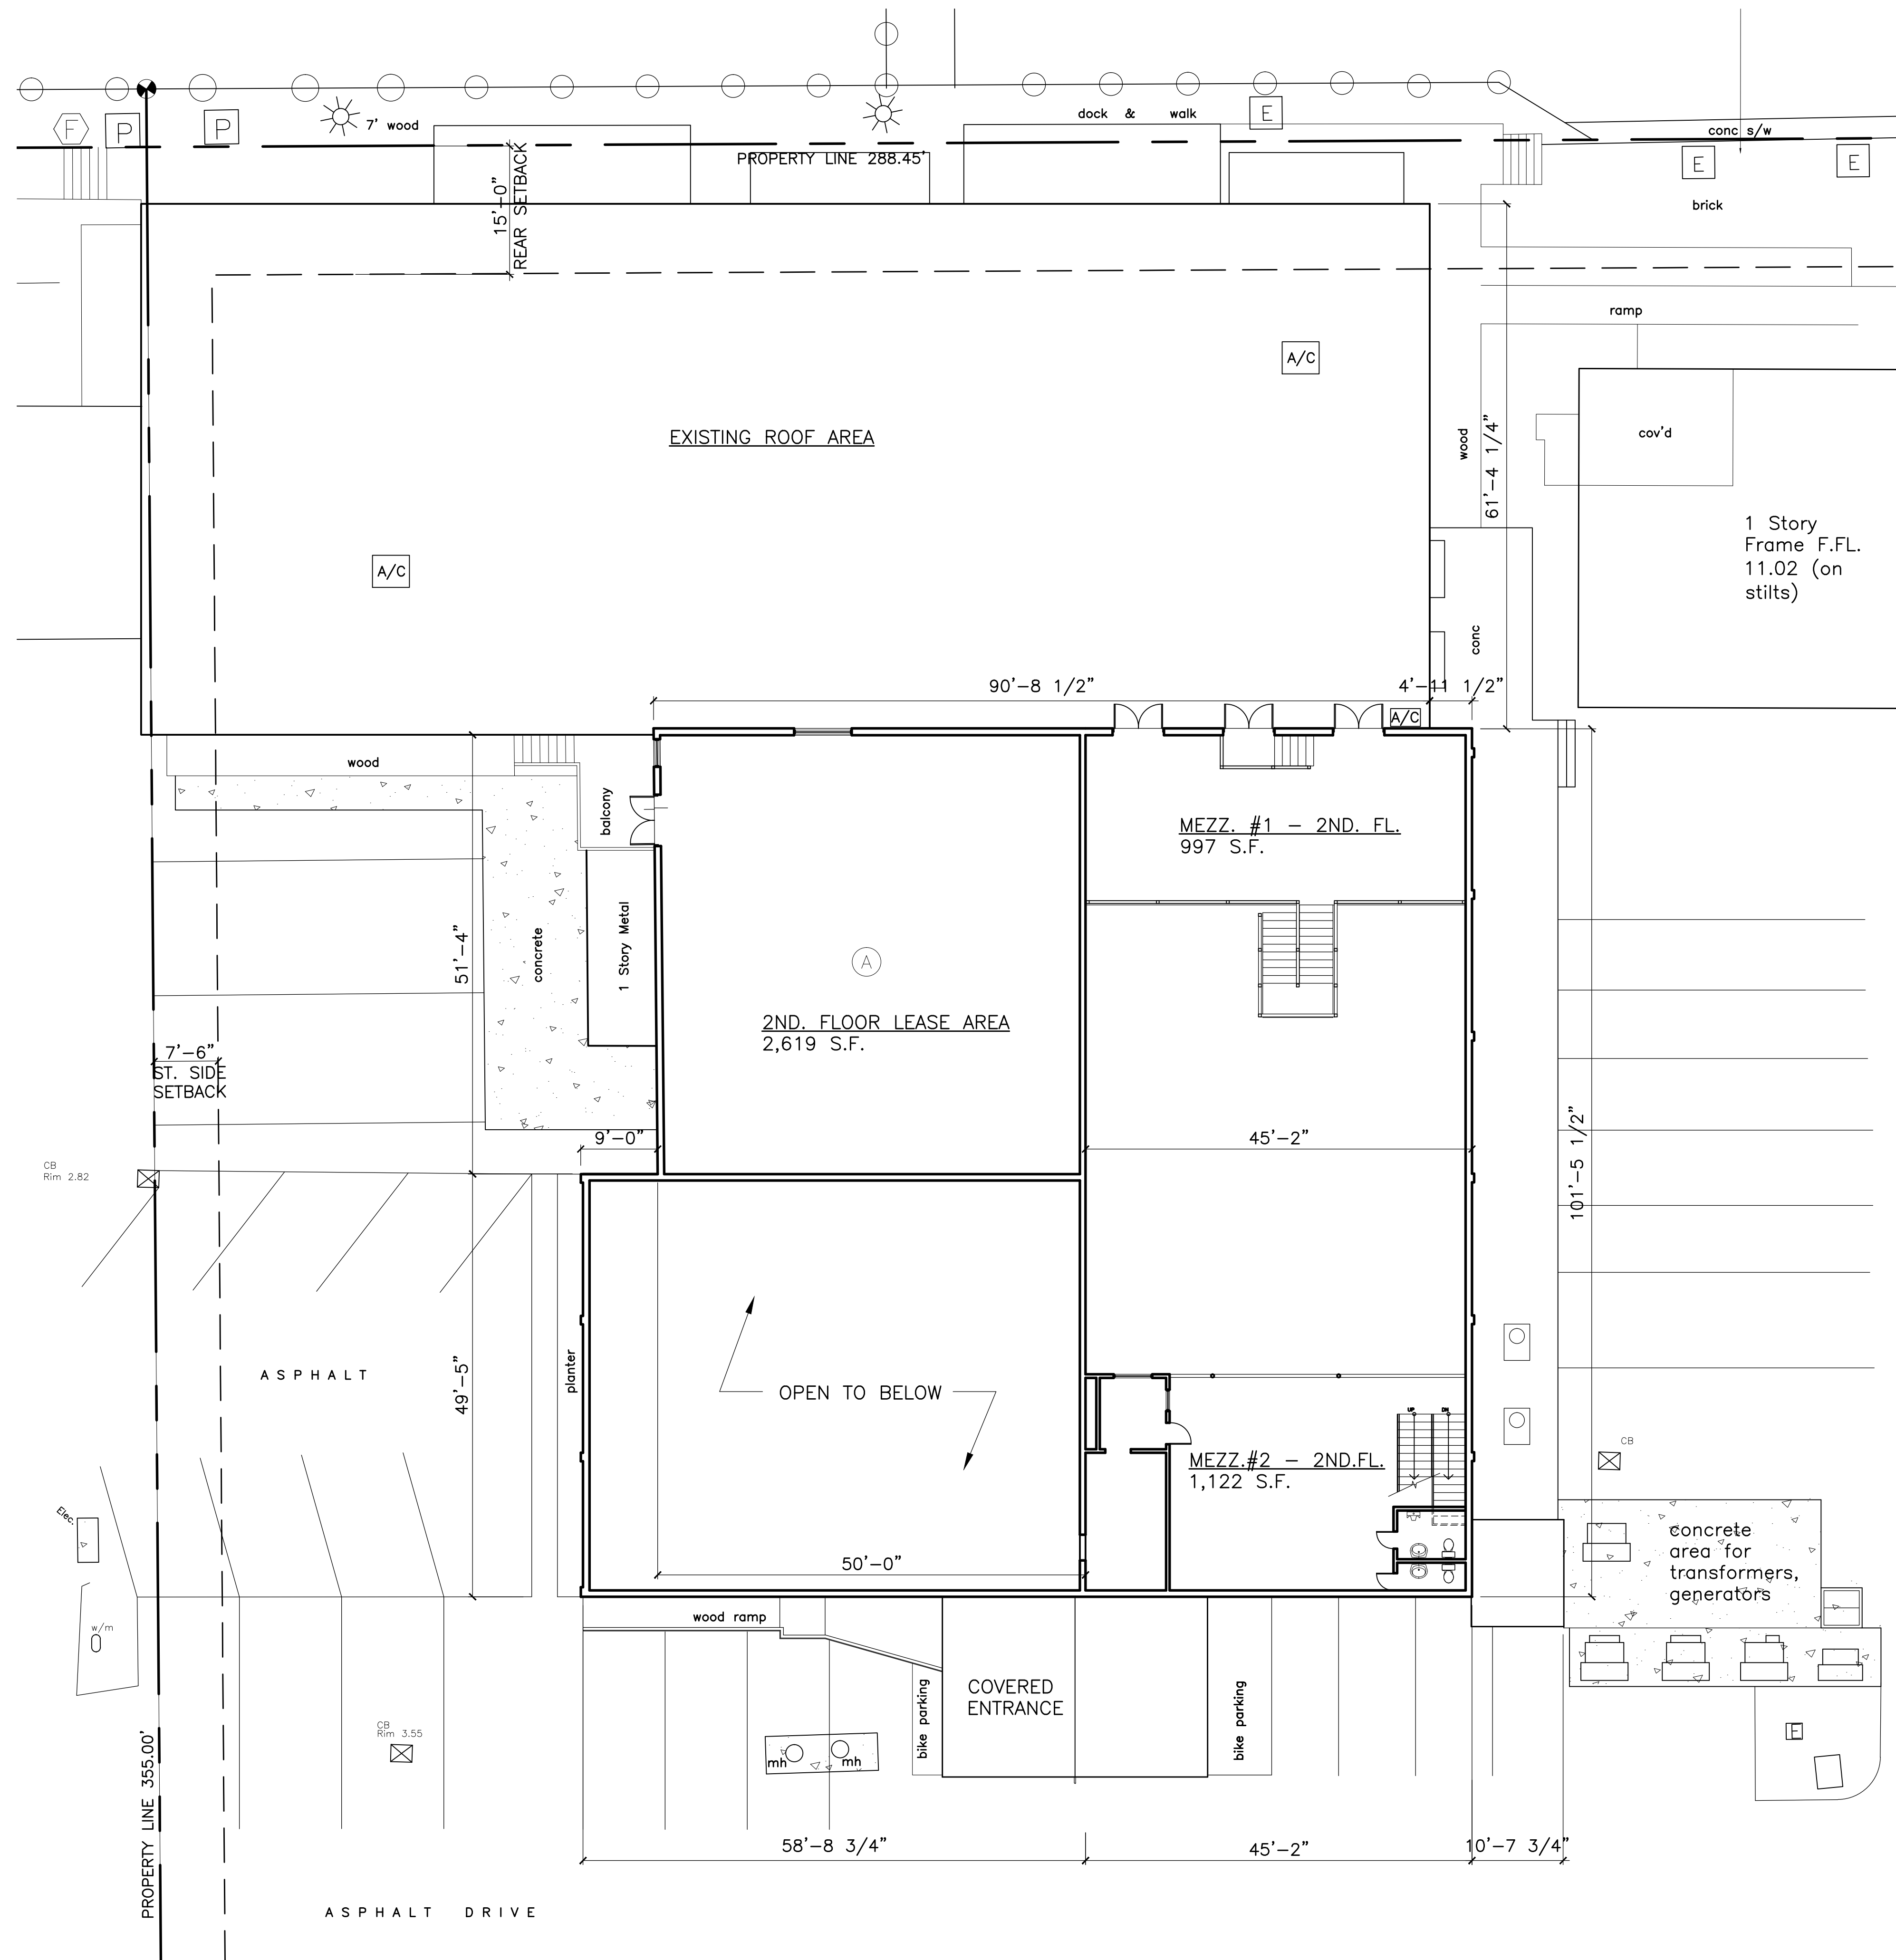 7' wood
dock & walk
E
F
P
P
conc s/w
PROPERTY LINE 288.45'
E
E
15'-0"
REAR SETBACK
brick
ramp
A/C
EXISTING ROOF AREA
61'-4 1/4"
wood
cov'd
1 Story
Frame F.FL.
11.02 (on
stilts)
A/C
conc
90'-8 1/2"
4'-11 1/2"
A/C
wood
balcony
MEZZ. #1 - 2ND. FL.
997 S.F.
51'-4"
concrete
1 Story Metal
A
2ND. FLOOR LEASE AREA
2,619 S.F.
7'-6"
ST. SIDE
SETBACK
9'-0"
45'-2"
101'-5 1/2"
CB
Rim 2.82
ASPHALT
49'-5"
planter
OPEN TO BELOW
UP
DN
CB
MEZZ.#2 - 2ND.FL.
1,122 S.F.
Elec.
concrete
area for
transformers,
generators
50'-0"
w/m
wood ramp
COVERED
ENTRANCE
bike parking
bike parking
CB
Rim 3.55
mh
mh
E
PROPERTY LINE 355.00'
58'-8 3/4"
45'-2"
10'-7 3/4"
ASPHALT DRIVE